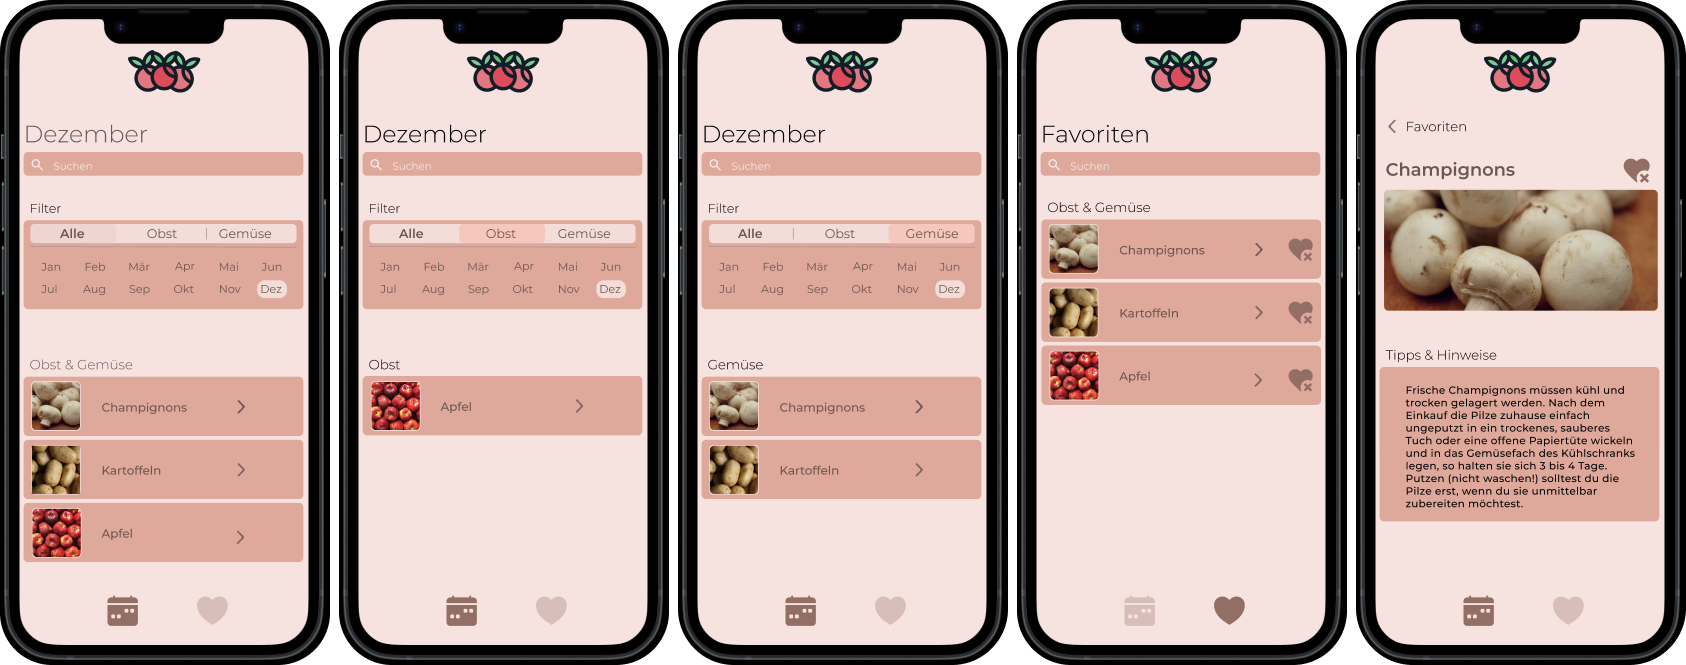 Dezember
Suchen
Filter
Alle Obst Gemüse
Jan Feb Mär Apr Mai Jun
Jul Aug Sep Okt Nov Dez
Obst & Gemüse
Champignons
Kartoffeln
Apfel
Dezember
Suchen
Filter
Alle Obst Gemüse
Jan Feb Mär Apr Mai Jun
Jul Aug Sep Okt Nov Dez
Obst
Apfel
Dezember
Suchen
Filter
Alle Obst Gemüse
Jan Feb Mär Apr Mai Jun
Jul Aug Sep Okt Nov Dez
Gemüse
Champignons
Kartoffeln
Favoriten
Suchen
Obst & Gemüse
Champignons
Kartoffeln
Apfel
Favoriten
Champignons
Tipps & Hinweise
Frische Champignons müssen kühl und
trocken gelagert werden. Nach dem
Einkauf die Pilze zuhause einfach
ungeputzt in ein trockenes, sauberes
Tuch oder eine offene Papiertüte wickeln
und in das Gemüsefach des Kühlschranks
legen, so halten sie sich 3 bis 4 Tage.
Putzen (nicht waschen!) solltest du die
Pilze erst, wenn du sie unmittelbar
zubereiten möchtest.